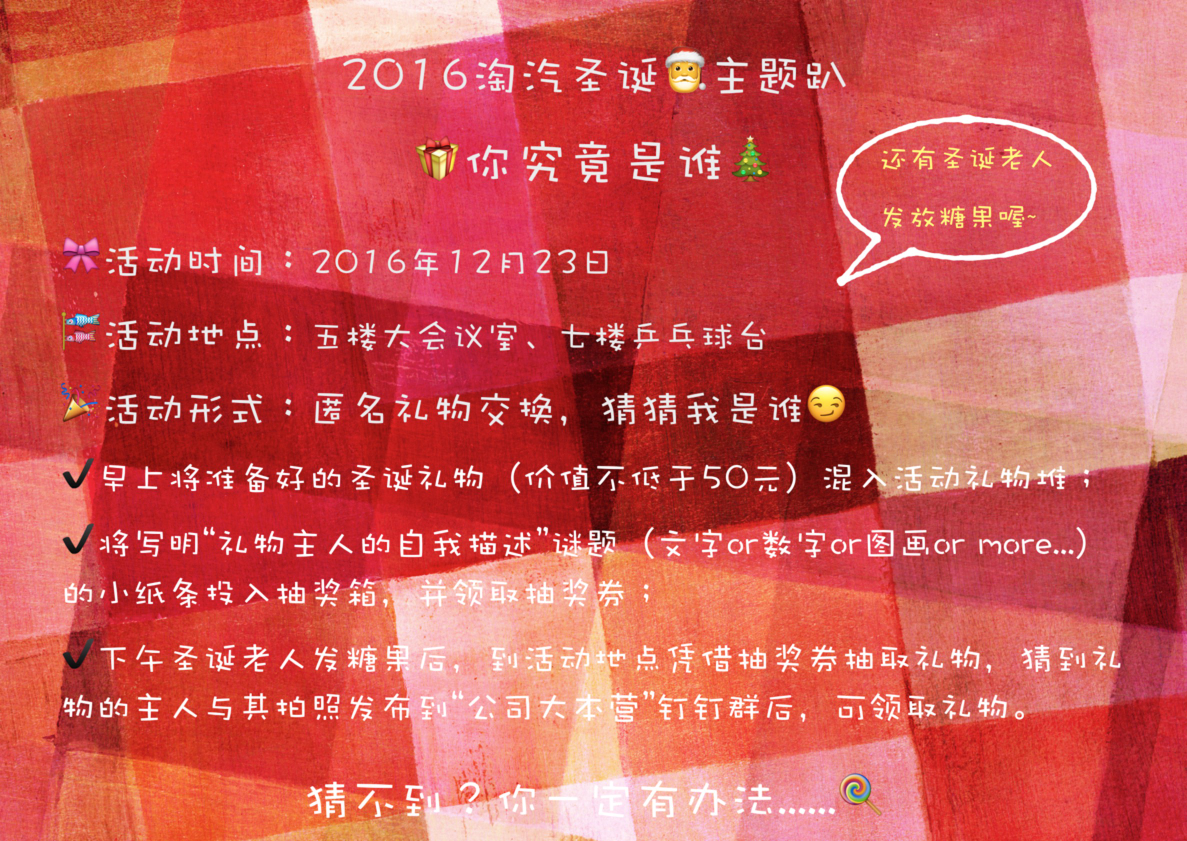 2016淘汽圣诞🎅主题趴
🎁你究竟是谁🎄
还有圣诞老人
发放糖果喔~
🎀活动时间：2016年12月23日
🎏活动地点：五楼大会议室、七楼乒乓球台
🎉活动形式：匿名礼物交换，猜猜我是谁😏
✔早上将准备好的圣诞礼物（价值不低于50元）混入活动礼物堆；
✔将写明“礼物主人的自我描述”谜题（文字or数字or图画or more...）
的小纸条投入抽奖箱，并领取抽奖券；
✔下午圣诞老人发糖果后，到活动地点凭借抽奖券抽取礼物，猜到礼
物的主人与其拍照发布到“公司大本营”钉钉群后，可领取礼物。
猜不到？你一定有办法......🍭